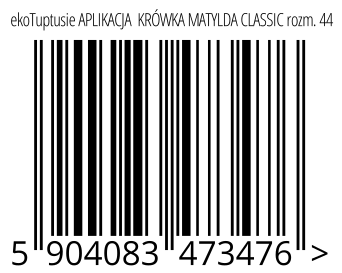 ekoTuptusie APLIKACJA  KRÓWKA MATYLDA CLASSIC rozm. 44
5 904083 473476 >